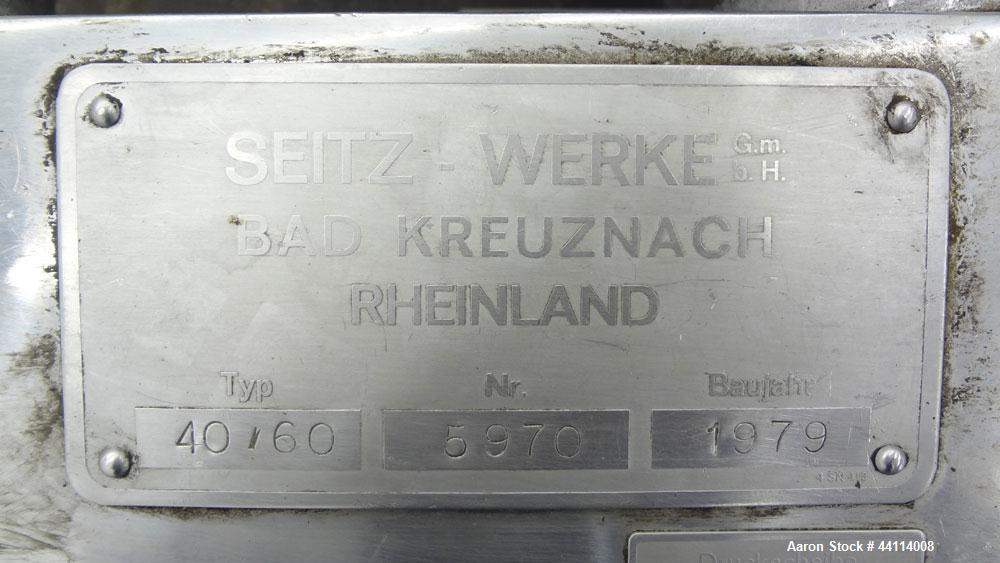 SEITZ - WERKE G.m.b.H.
BAD KREUZNACH
RHEINLAND
Typ Nr. Baujahr
40/60 5970 1979
Aaron Stock # 44114008